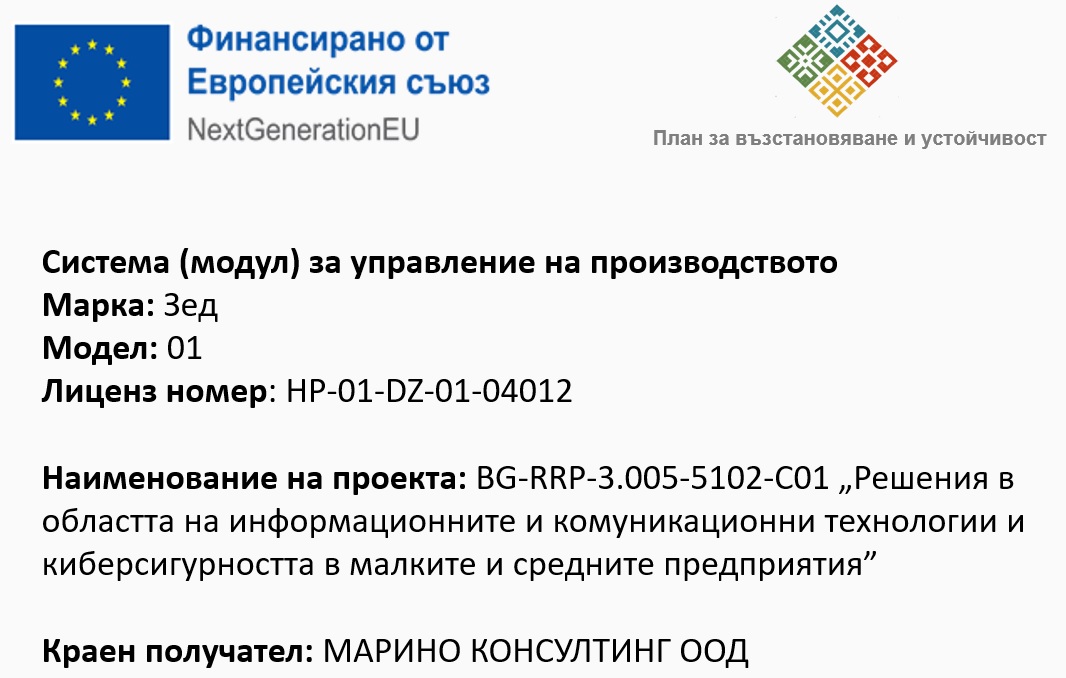 Финансирано от
Европейския съюз
NextGenerationEU
План за възстановяване и устойчивост
Система (модул) за управление на производството
Марка: Зед
Модел: 01
Лиценз номер: HP-01-DZ-01-04012
Наименование на проекта: BG-RRP-3.005-5102-C01 „Решения в
областта на информационните и комуникационни технологии и
киберсигурността в малките и средните предприятия”
Краен получател: МАРИНО КОНСУЛТИНГ ООД